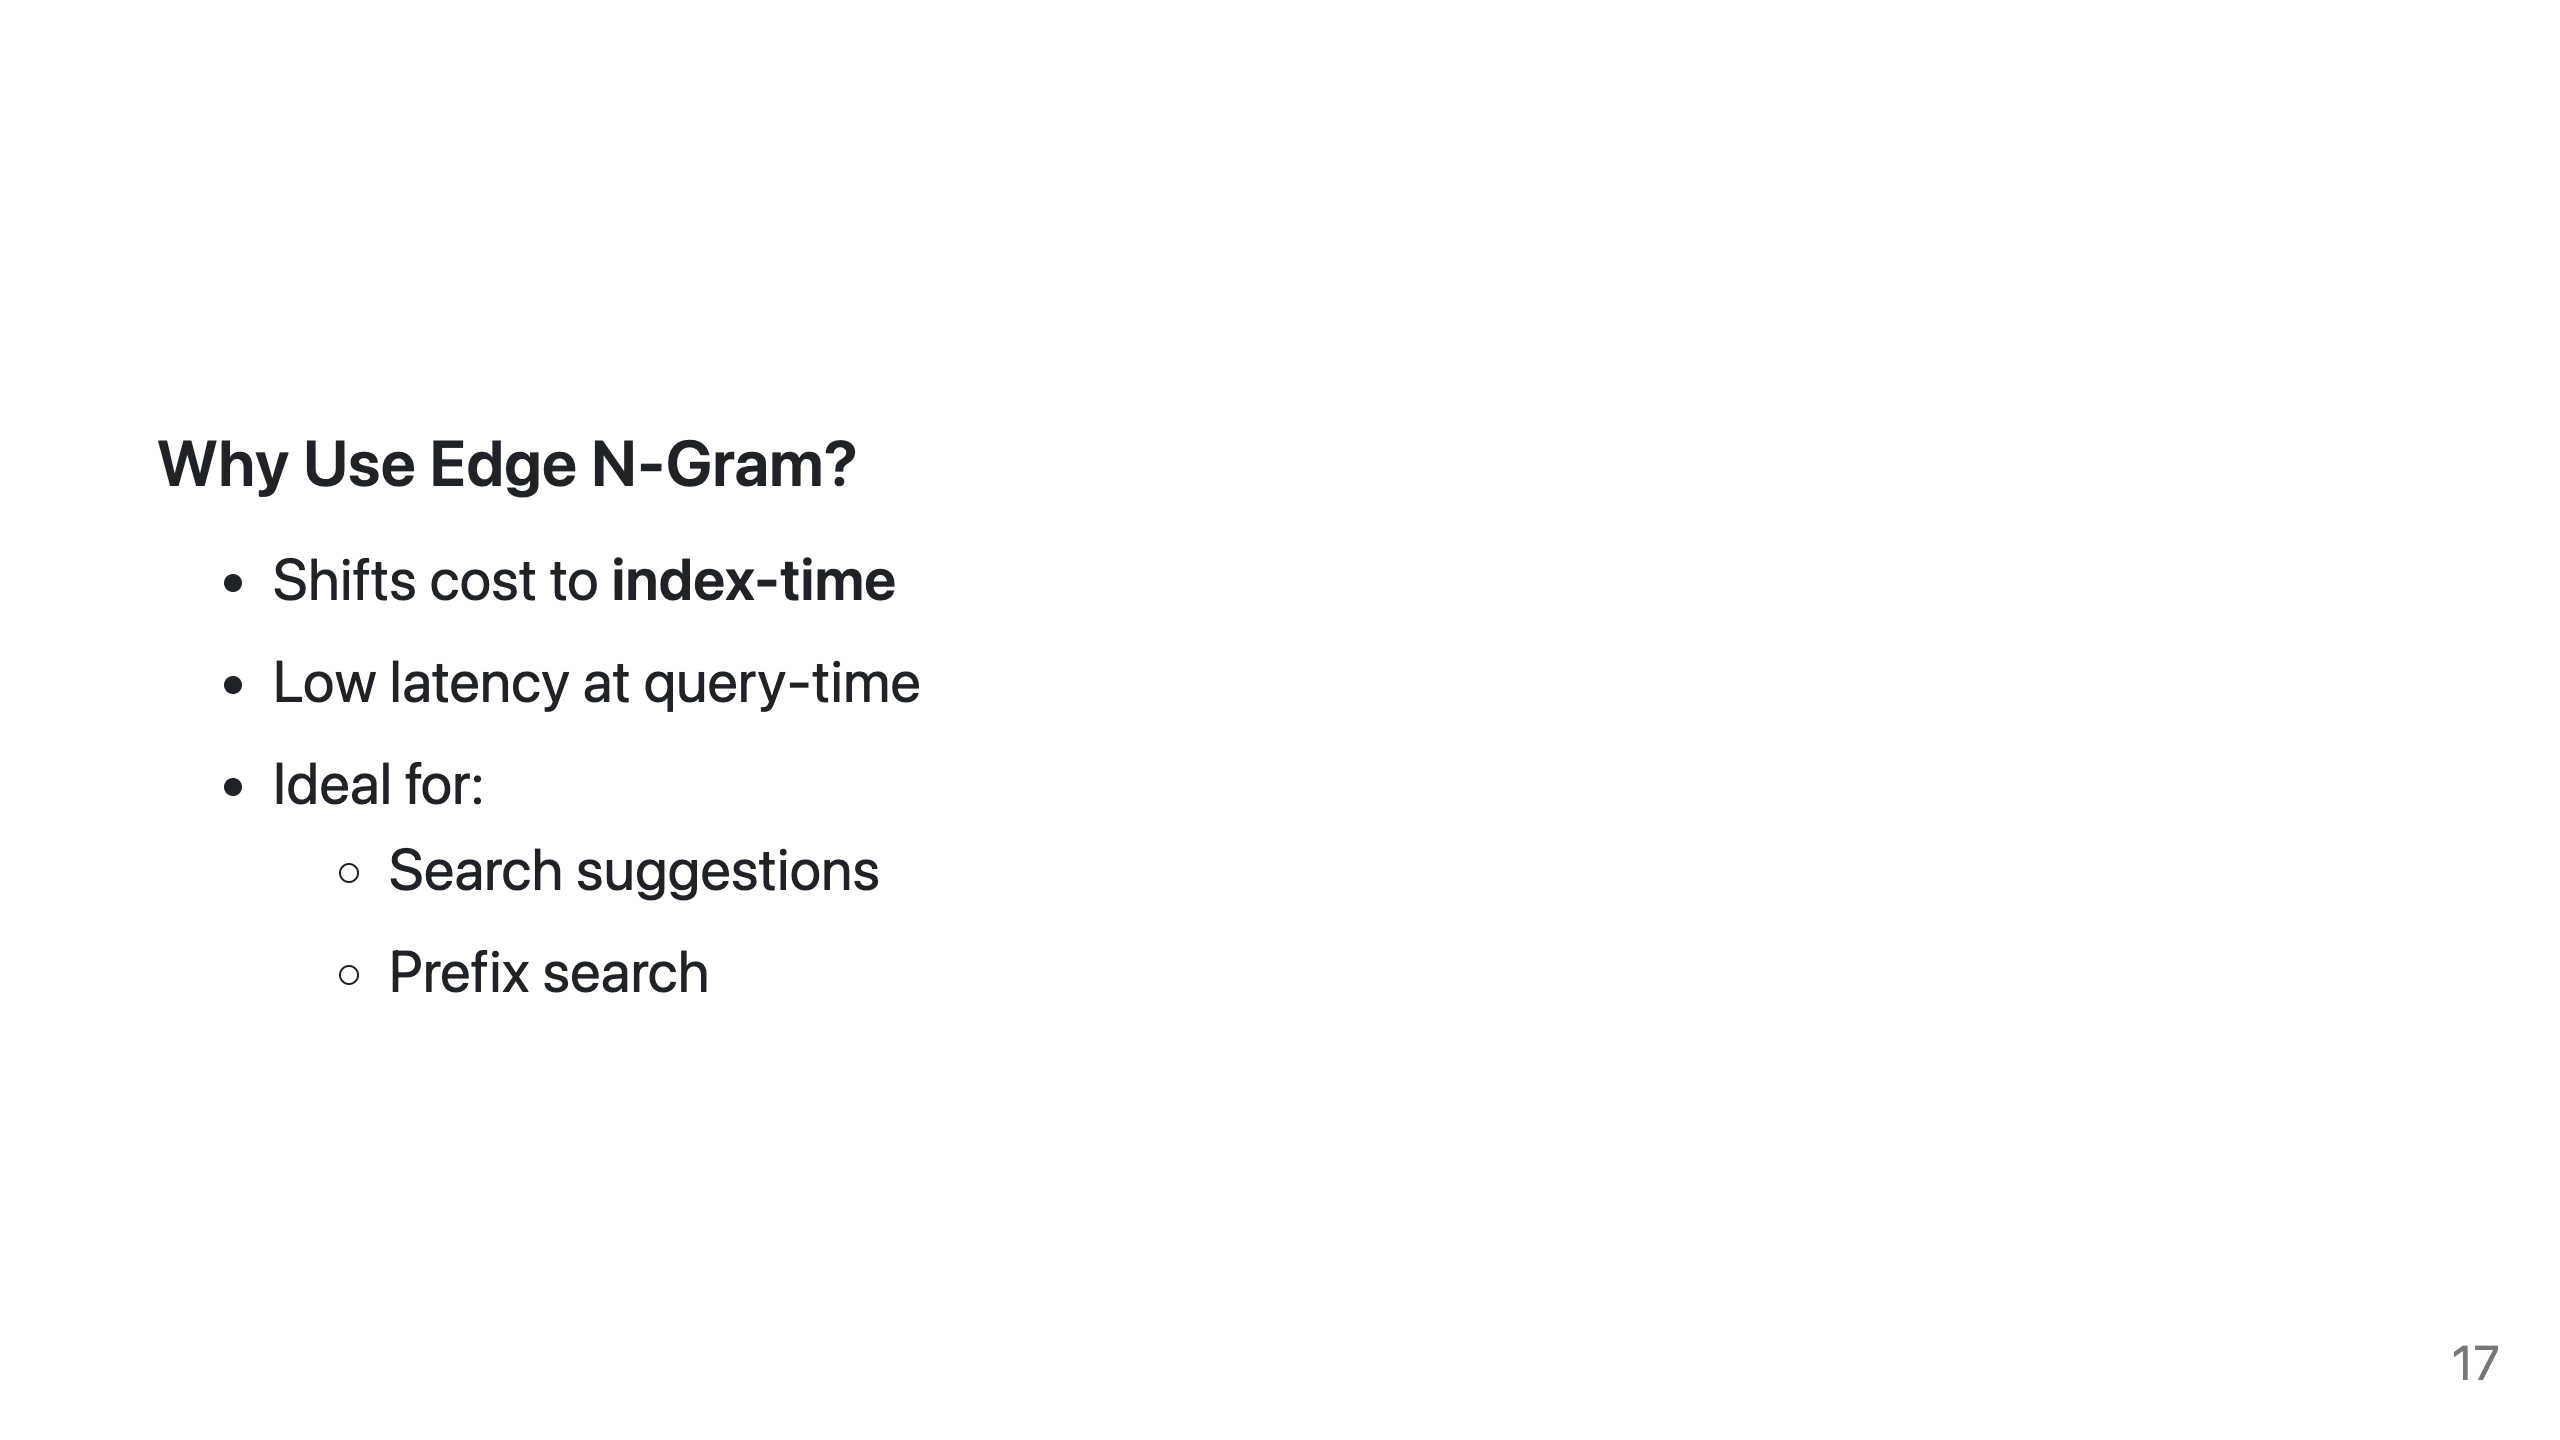 Why Use Edge N-Gram?
Shifts cost to index-time
Low latency at query-time
Ideal for:
Search suggestions
Prefix search
17